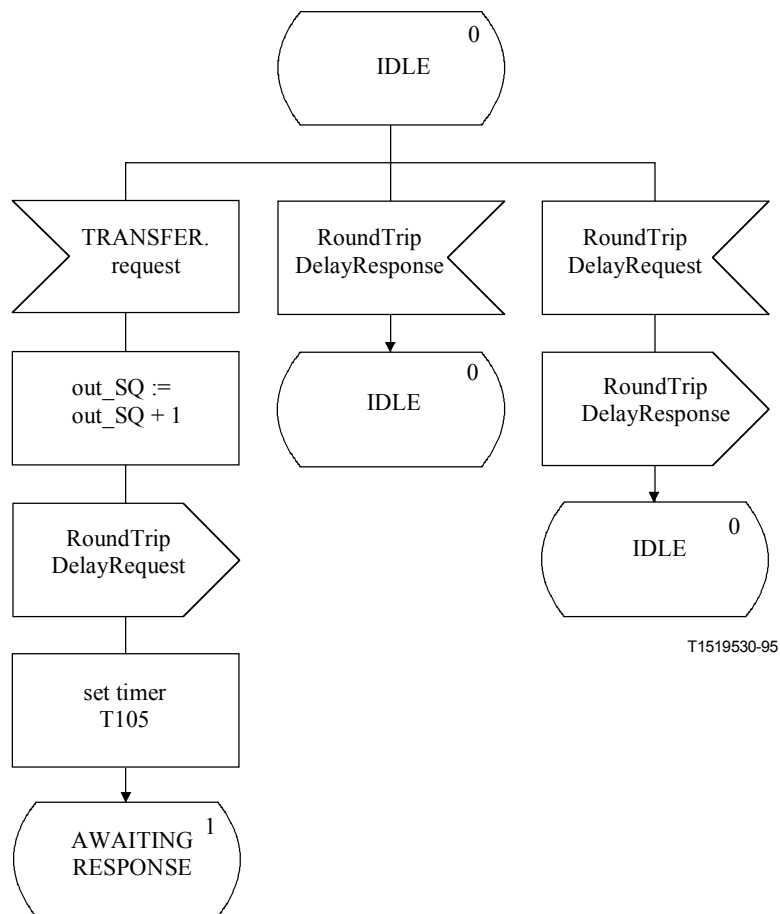 0
IDLE
TRANSFER.
request
RoundTrip
DelayResponse
RoundTrip
DelayRequest
out_SQ :=
out_SQ + 1
0
IDLE
RoundTrip
DelayResponse
RoundTrip
DelayRequest
0
IDLE
T1519530-95
set timer
T105
1
AWAITING
RESPONSE